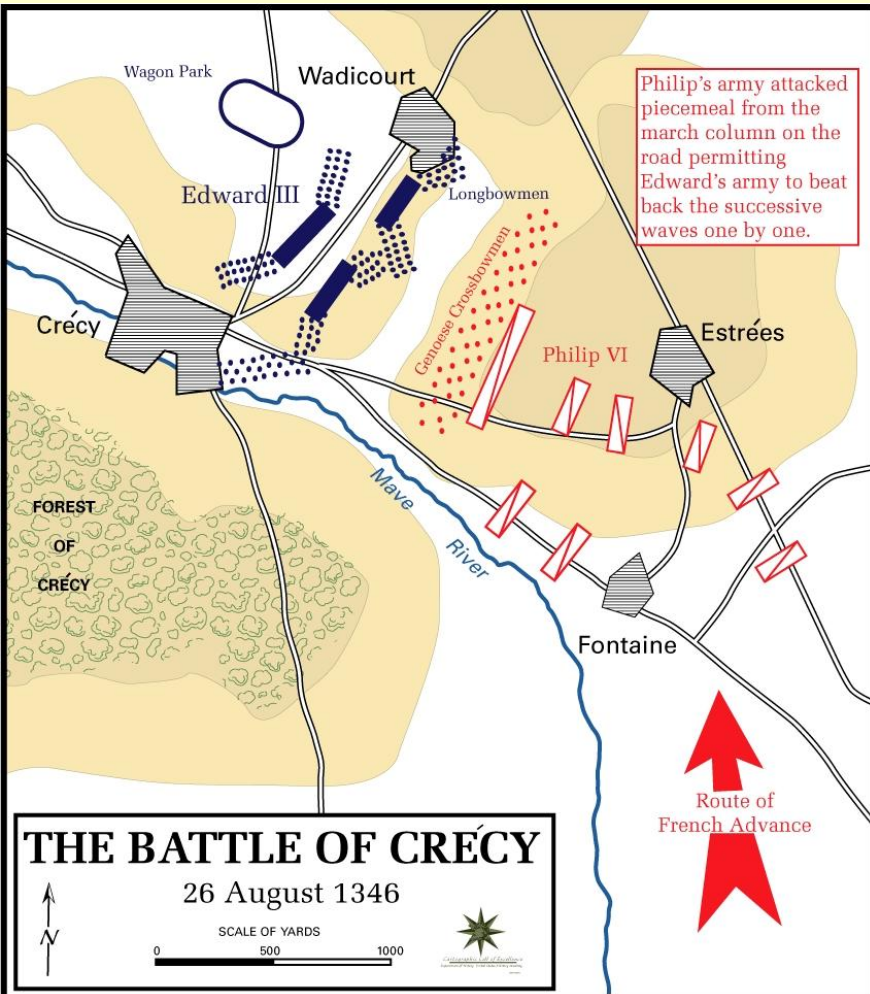 Wagon Park
Wadicourt
Philip's army attacked
piecemeal from the
march column on the
road permitting
Edward's army to beat
back the successive
waves one by one.
Edward III
Longbowmen
Genoese Crossbowmen
Crécy
Estrées
Philip VI
Mave
River
FOREST
OF
CRÉCY
Fontaine
Route of
French Advance
THE BATTLE OF CRÉCY
26 August 1346
N
SCALE OF YARDS
0 500 1000